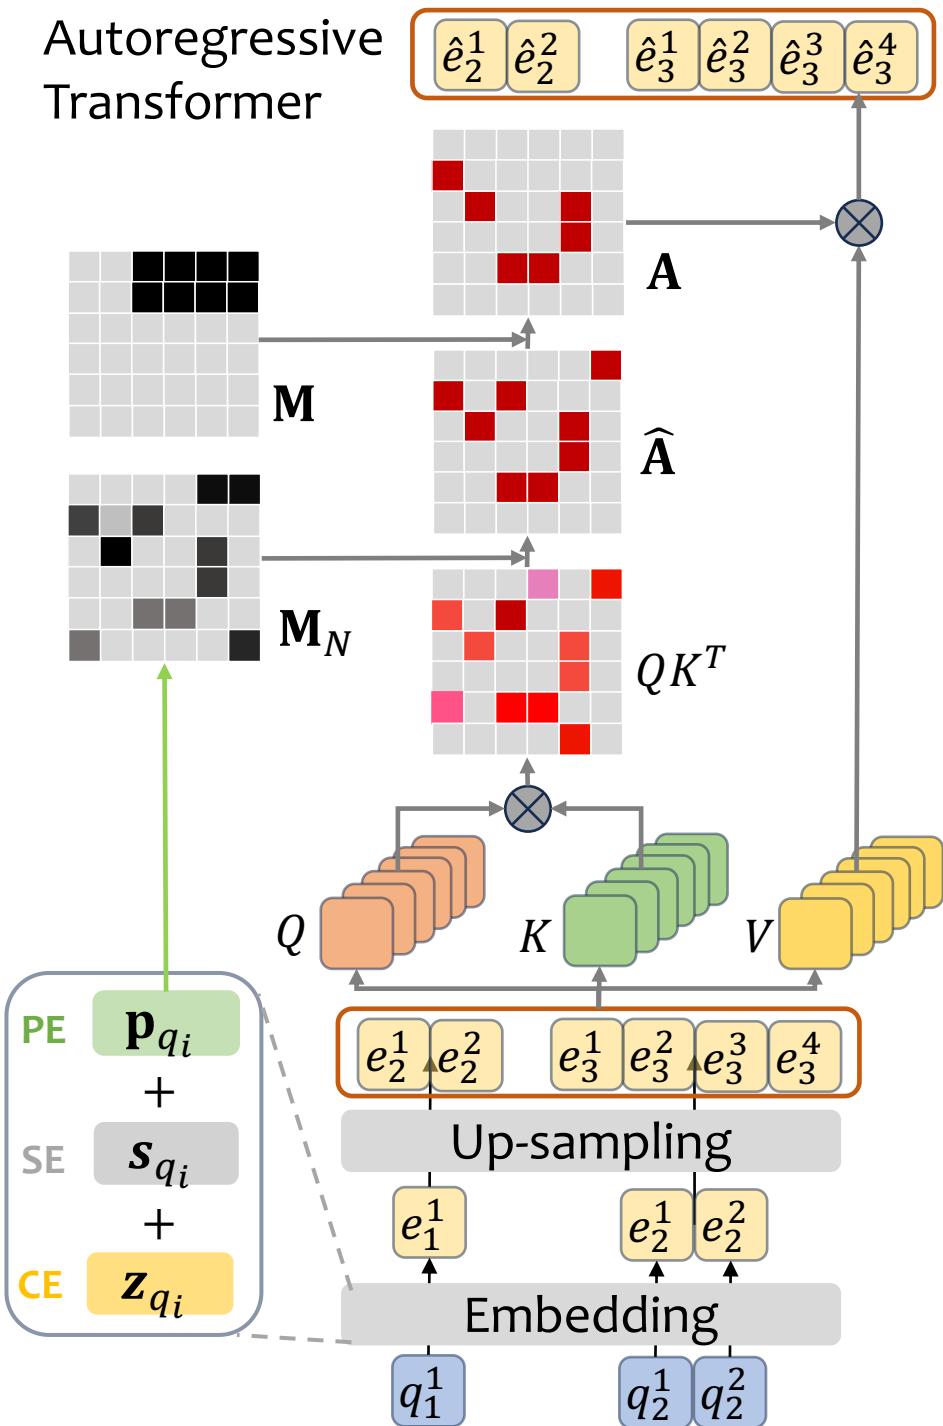 Autoregressive
Transformer
ê₂¹ ê₂² ê₃¹ ê₃² ê₃³ ê₃⁴
A
M
Â
M_N
QKᵀ
Q K V
PE p_{q_i}
+
SE s_{q_i}
+
CE z_{q_i}
e₂¹ e₂² e₃¹ e₃² e₃³ e₃⁴
Up-sampling
e₁¹ e₂¹ e₂²
Embedding
q₁¹ q₂¹ q₂²